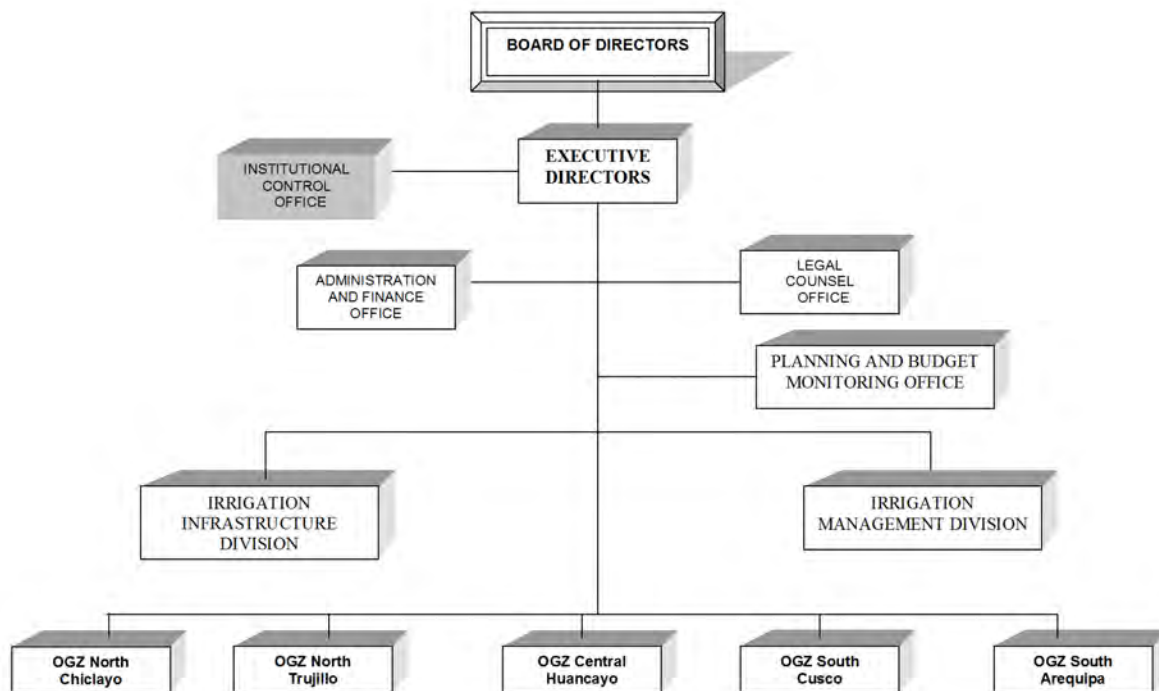 BOARD OF DIRECTORS
EXECUTIVE
DIRECTORS
INSTITUTIONAL
CONTROL
OFFICE
ADMINISTRATION
AND FINANCE
OFFICE
LEGAL
COUNSEL
OFFICE
PLANNING AND BUDGET
MONITORING OFFICE
IRRIGATION
INFRASTRUCTURE
DIVISION
IRRIGATION
MANAGEMENT DIVISION
OGZ North
Chiclayo
OGZ North
Trujillo
OGZ Central
Huancayo
OGZ South
Cusco
OGZ South
Arequipa